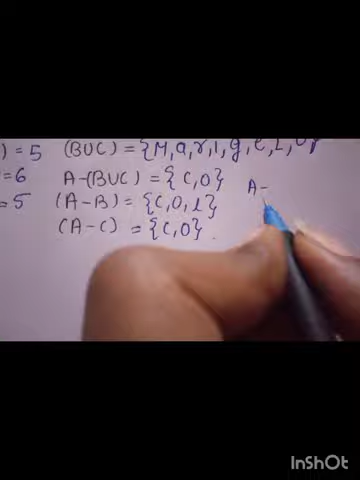 ) = 5 (BUC) = {M, a, r, i, g, e, L,
= 6 A-(BUC) = {C, O}
= 5 (A-B) = {C, O, l}
(A-C) = {C, O}
A-
InShOt